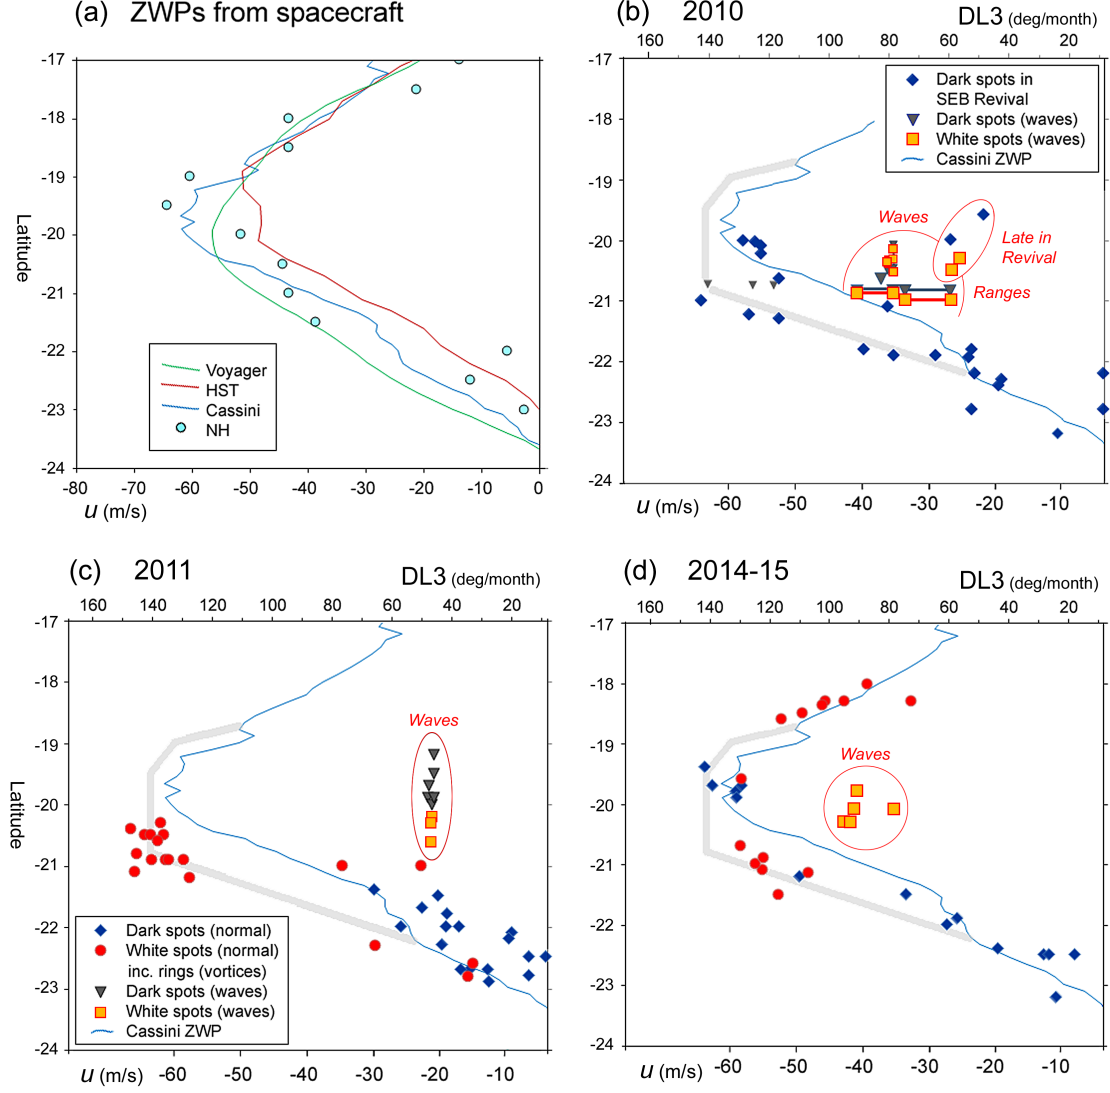 (a) ZWPs from spacecraft
-17
-18
-19
-20
-21
-22
-23
-24
Latitude
Voyager
HST
Cassini
NH
-80 -70 -60 -50 -40 -30 -20 -10 0
u (m/s)
(b) 2010 DL3 (deg/month)
160 140 120 100 80 60 40 20
-17
-18
-19
-20
-21
-22
-23
-24
Dark spots in
SEB Revival
Dark spots (waves)
White spots (waves)
Cassini ZWP
Waves
Late in
Revival
Ranges
u (m/s) -60 -50 -40 -30 -20 -10
(c) 2011 DL3 (deg/month)
160 140 120 100 80 60 40 20
-17
-18
-19
-20
-21
-22
-23
-24
Latitude
Waves
Dark spots (normal)
White spots (normal)
inc. rings (vortices)
Dark spots (waves)
White spots (waves)
Cassini ZWP
u (m/s) -60 -50 -40 -30 -20 -10
(d) 2014-15 DL3 (deg/month)
160 140 120 100 80 60 40 20
-17
-18
-19
-20
-21
-22
-23
-24
Waves
u (m/s) -60 -50 -40 -30 -20 -10